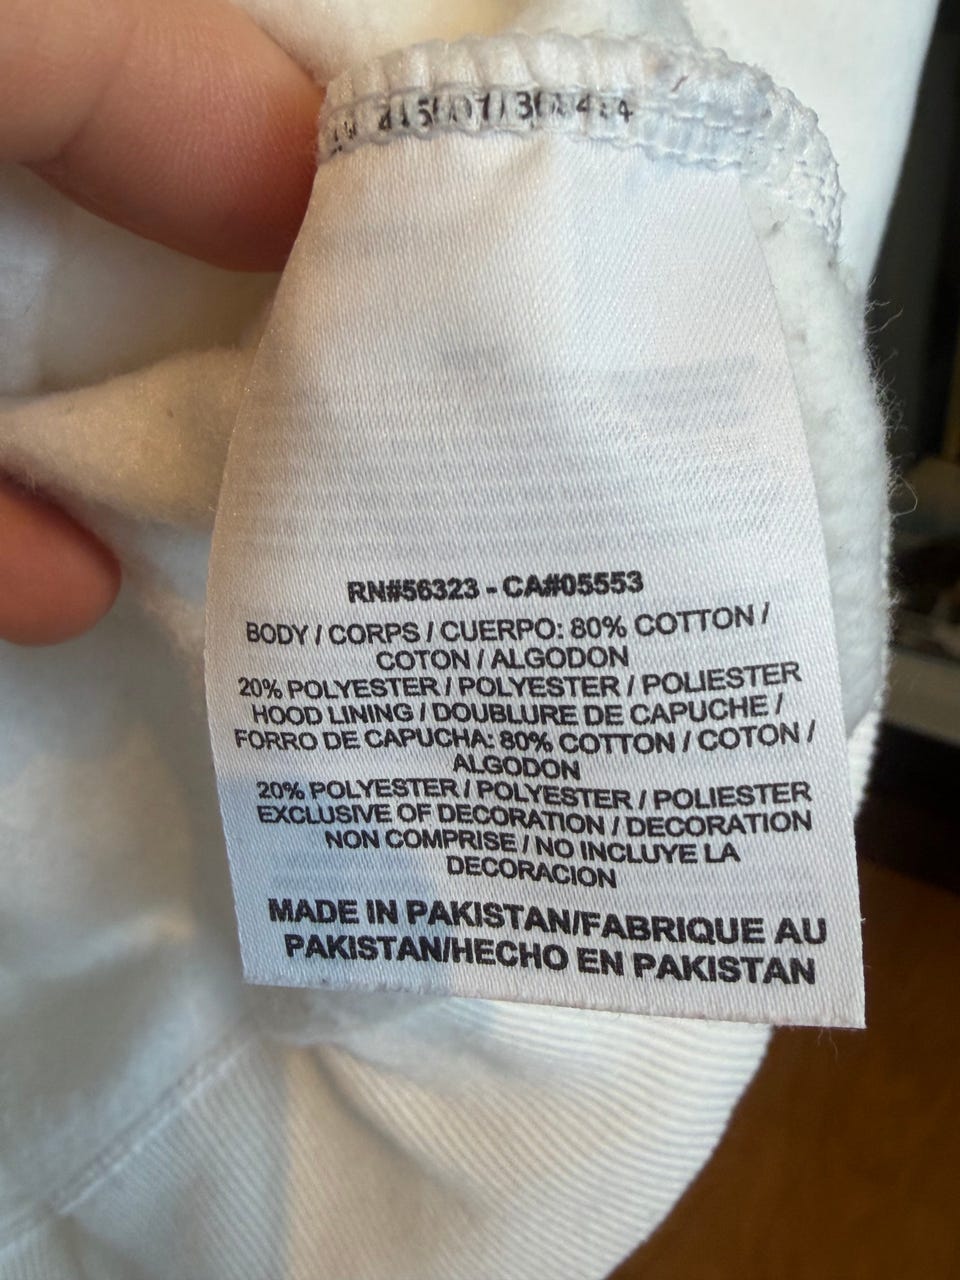 RN#56323 - CA#05553
BODY / CORPS / CUERPO: 80% COTTON /
COTON / ALGODON
20% POLYESTER / POLYESTER / POLIESTER
HOOD LINING / DOUBLURE DE CAPUCHE /
FORRO DE CAPUCHA: 80% COTTON / COTON /
ALGODON
20% POLYESTER / POLYESTER / POLIESTER
EXCLUSIVE OF DECORATION / DECORATION
NON COMPRISE / NO INCLUYE LA
DECORACION
MADE IN PAKISTAN/FABRIQUE AU
PAKISTAN/HECHO EN PAKISTAN